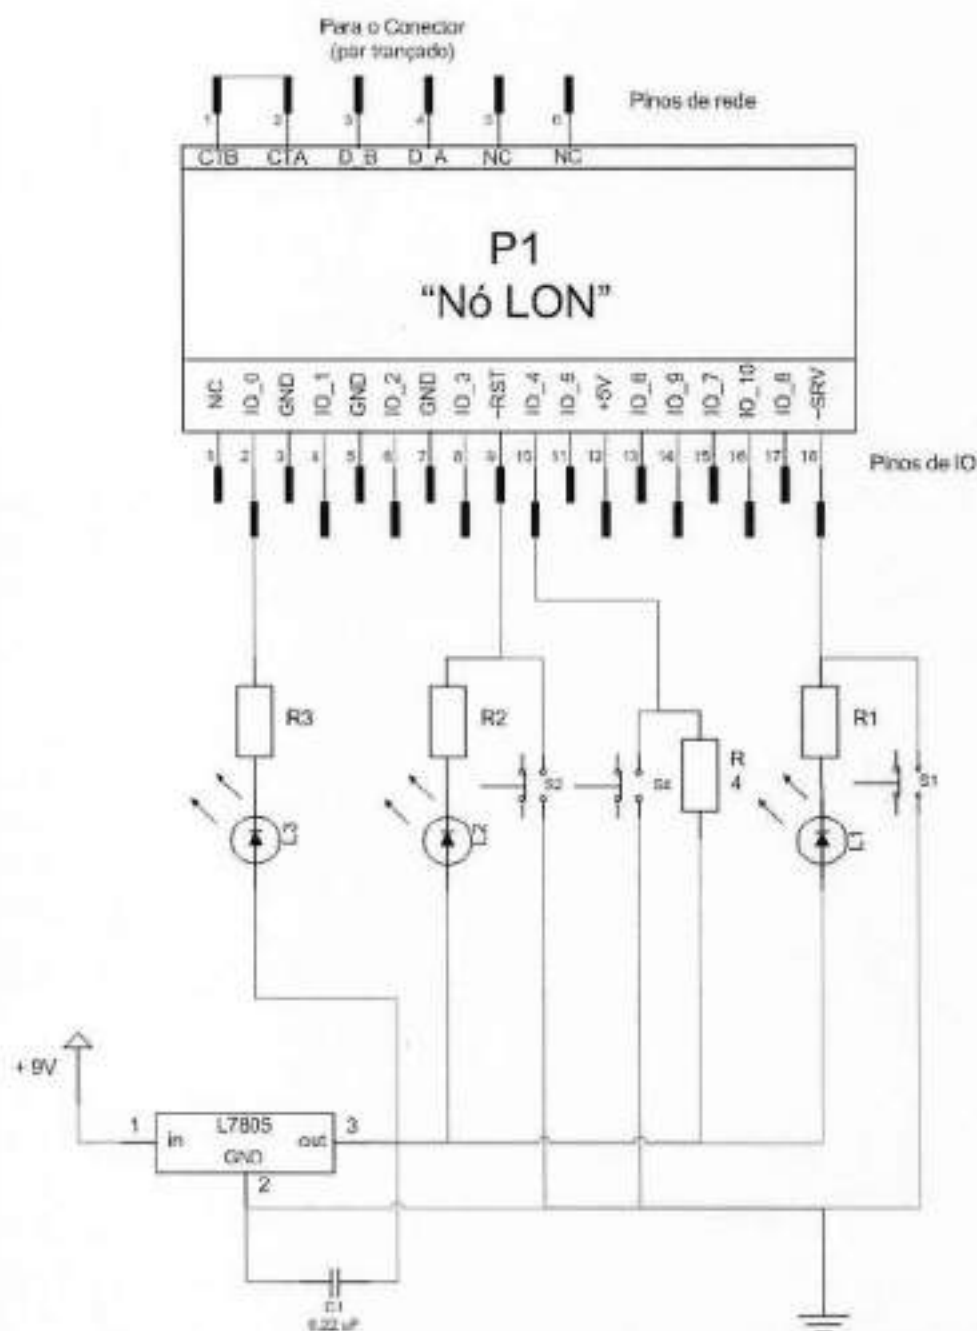 Para o Conector
(par trançado)
Pinos de rede
1 2 3 4 5 6
CTB CTA D_B D_A NC NC
P1
“Nó LON”
NC IO_0 GND IO_1 GND IO_2 GND IO_3 ~RST IO_4 IO_5 +5V IO_6 IO_9 IO_7 IO_10 IO_8 ~SRV
1 2 3 4 5 6 7 8 9 10 11 12 13 14 15 16 17 18
Pinos de IO
R3 R2 R R1
4
S2 S1
L3 L2 L1
+ 9V
1 L7805 3
in out
GND
2
C1
0,22 uF